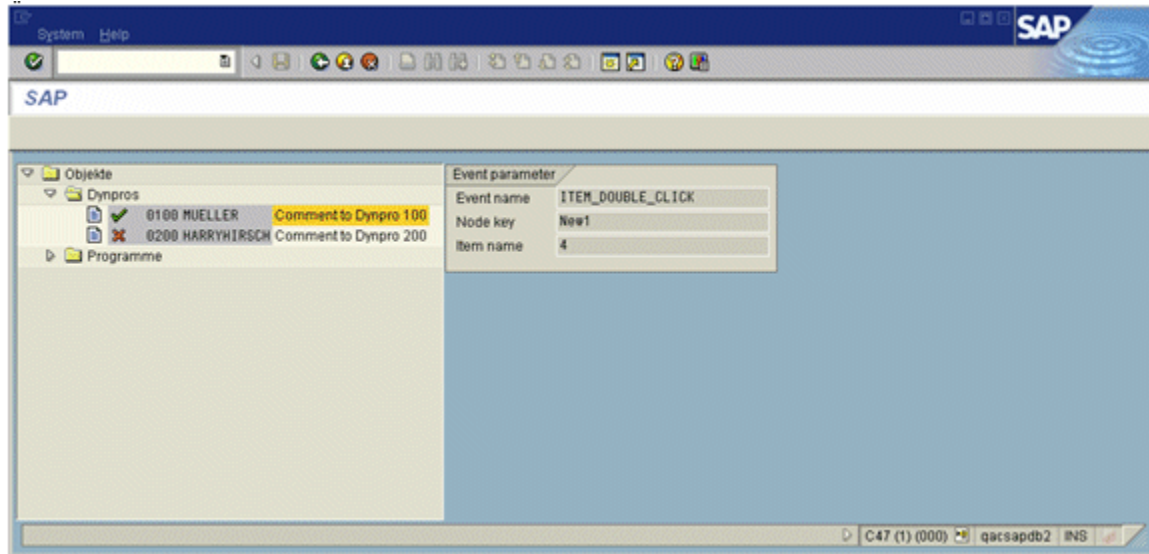 System Help
SAP
SAP
Objekte
Dynpros
0100 MUELLER Comment to Dynpro 100
0200 HARRYHIRSCH Comment to Dynpro 200
Programme
Event parameter
Event name ITEM_DOUBLE_CLICK
Node key New1
Item name 4
C47 (1) (000) qacsapdb2 INS